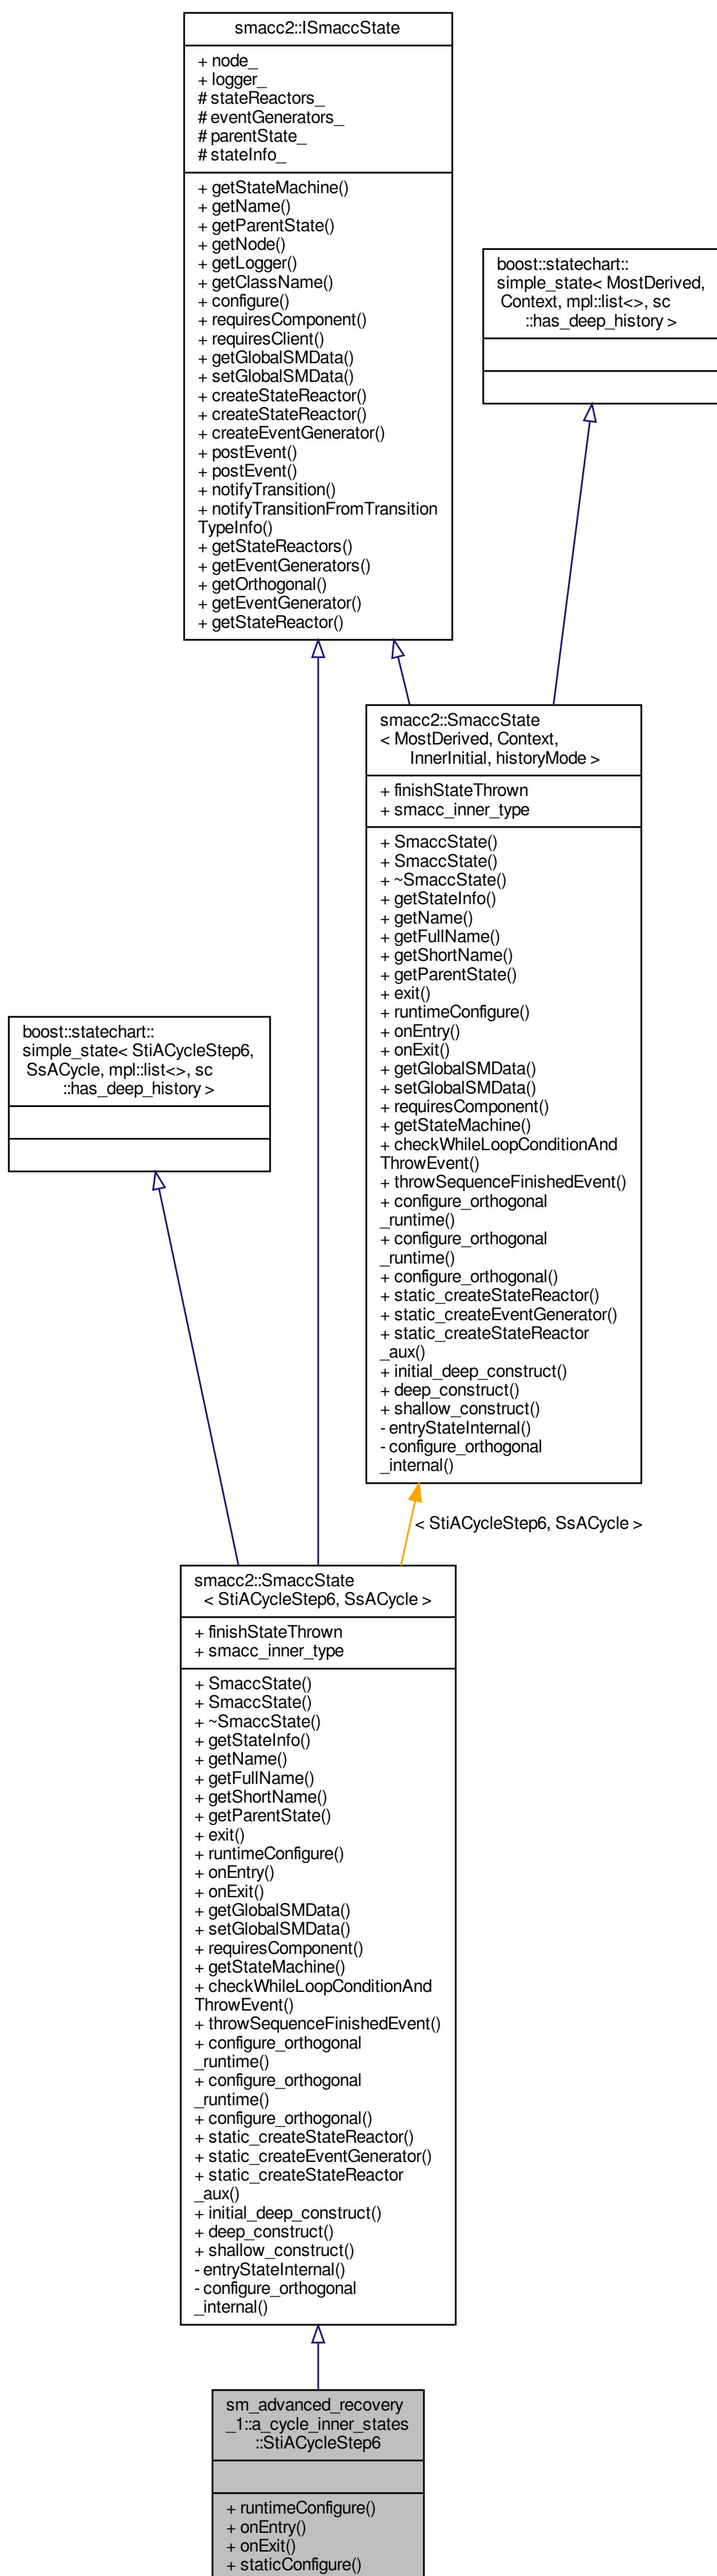 smacc2::ISmaccState
+ node_
+ logger_
# stateReactors_
# eventGenerators_
# parentState_
# stateInfo_
+ getStateMachine()
+ getName()
+ getParentState()
+ getNode()
+ getLogger()
+ getClassName()
+ configure()
+ requiresComponent()
+ requiresClient()
+ getGlobalSMData()
+ setGlobalSMData()
+ createStateReactor()
+ createStateReactor()
+ createEventGenerator()
+ postEvent()
+ postEvent()
+ notifyTransition()
+ notifyTransitionFromTransition
TypeInfo()
+ getStateReactors()
+ getEventGenerators()
+ getOrthogonal()
+ getEventGenerator()
+ getStateReactor()
boost::statechart::
simple_state< MostDerived,
Context, mpl::list<>, sc
::has_deep_history >
smacc2::SmaccState
< MostDerived, Context,
InnerInitial, historyMode >
+ finishStateThrown
+ smacc_inner_type
+ SmaccState()
+ SmaccState()
+ ~SmaccState()
+ getStateInfo()
+ getName()
+ getFullName()
+ getShortName()
+ getParentState()
+ exit()
+ runtimeConfigure()
+ onEntry()
+ onExit()
+ getGlobalSMData()
+ setGlobalSMData()
+ requiresComponent()
+ getStateMachine()
+ checkWhileLoopConditionAnd
ThrowEvent()
+ throwSequenceFinishedEvent()
+ configure_orthogonal
_runtime()
+ configure_orthogonal
_runtime()
+ configure_orthogonal()
+ static_createStateReactor()
+ static_createEventGenerator()
+ static_createStateReactor
_aux()
+ initial_deep_construct()
+ deep_construct()
+ shallow_construct()
- entryStateInternal()
- configure_orthogonal
_internal()
boost::statechart::
simple_state< StiACycleStep6,
SsACycle, mpl::list<>, sc
::has_deep_history >
< StiACycleStep6, SsACycle >
smacc2::SmaccState
< StiACycleStep6, SsACycle >
+ finishStateThrown
+ smacc_inner_type
+ SmaccState()
+ SmaccState()
+ ~SmaccState()
+ getStateInfo()
+ getName()
+ getFullName()
+ getShortName()
+ getParentState()
+ exit()
+ runtimeConfigure()
+ onEntry()
+ onExit()
+ getGlobalSMData()
+ setGlobalSMData()
+ requiresComponent()
+ getStateMachine()
+ checkWhileLoopConditionAnd
ThrowEvent()
+ throwSequenceFinishedEvent()
+ configure_orthogonal
_runtime()
+ configure_orthogonal
_runtime()
+ configure_orthogonal()
+ static_createStateReactor()
+ static_createEventGenerator()
+ static_createStateReactor
_aux()
+ initial_deep_construct()
+ deep_construct()
+ shallow_construct()
- entryStateInternal()
- configure_orthogonal
_internal()
sm_advanced_recovery
_1::a_cycle_inner_states
::StiACycleStep6
+ runtimeConfigure()
+ onEntry()
+ onExit()
+ staticConfigure()